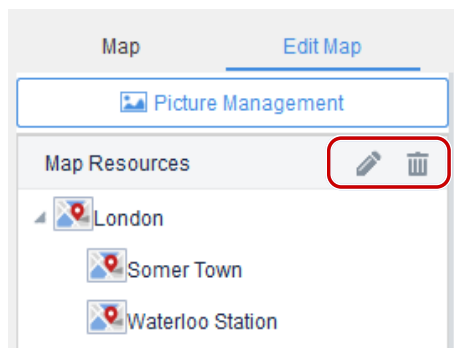 Map Edit Map
Picture Management
Map Resources
London
Somer Town
Waterloo Station